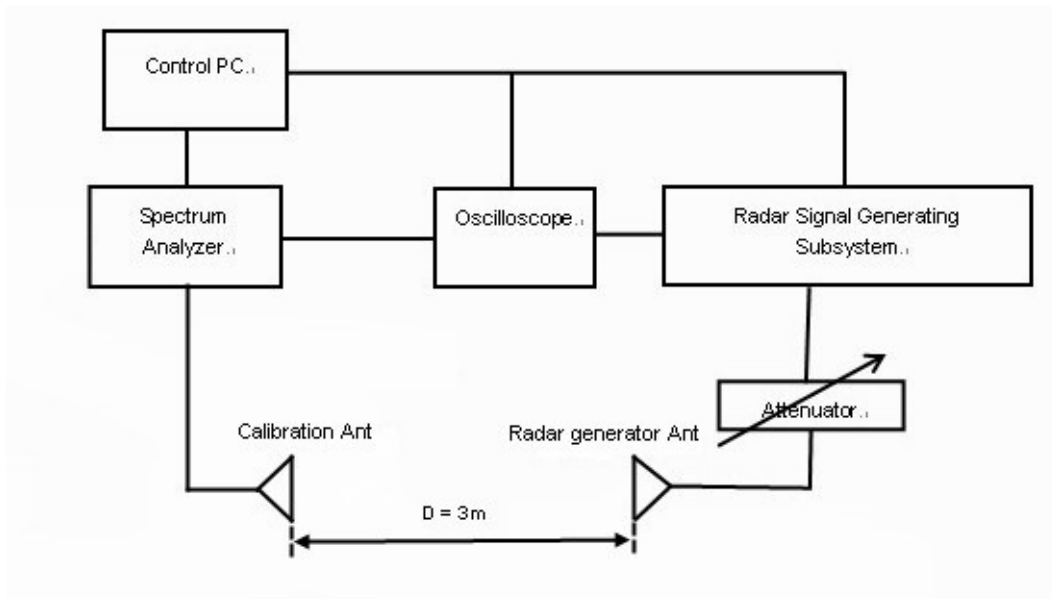 Control PC
Spectrum
Analyzer
Oscilloscope
Radar Signal Generating
Subsystem
Attenuator
Calibration Ant
Radar generator Ant
D = 3m